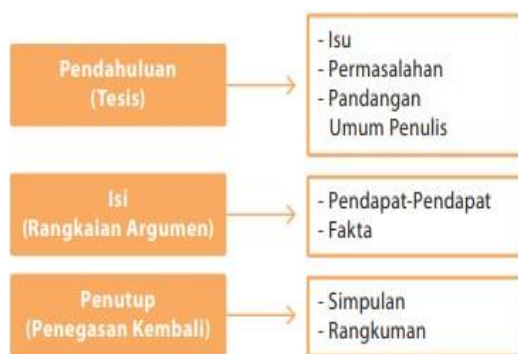 Pendahuluan
(Tesis)
- Isu
- Permasalahan
- Pandangan
Umum Penulis
Isi
(Rangkaian Argumen)
- Pendapat-Pendapat
- Fakta
Penutup
(Penegasan Kembali)
- Simpulan
- Rangkuman